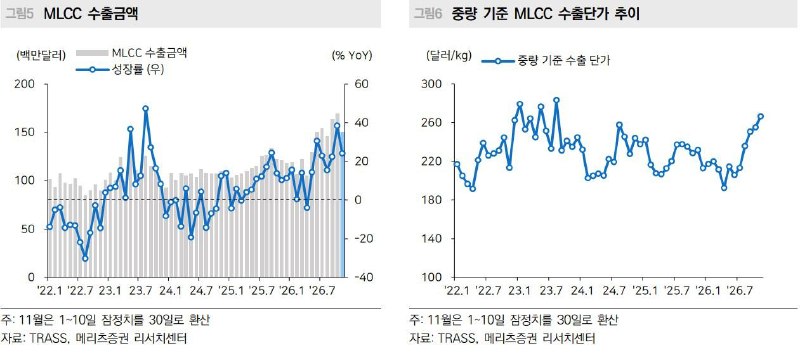 그림5 MLCC 수출금액
(백만달러)
MLCC 수출금액
성장률 (우)
(% YoY)
200
150
100
50
0
60
40
20
0
-20
-40
'22.1 '22.7 23.1 23.7 24.1 '24.7 '25.1 '25.7 '26.1 '26.7
주: 11월은 1~10일 잠정치를 30일로 환산
자료: TRASS, 메리츠증권 리서치센터
그림6 중량 기준 MLCC 수출단가 추이
(달러/kg)
중량 기준 수출 단가
300
260
220
180
140
100
'22.1 '22.7 23.1 23.7 24.1 '24.7 '25.1 '25.7 '26.1 '26.7
주: 11월은 1~10일 잠정치를 30일로 환산
자료: TRASS, 메리츠증권 리서치센터